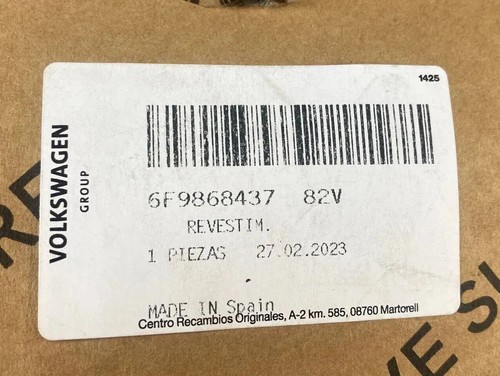 1425
VOLKSWAGEN
GROUP
6F9868437 82V
REVESTIM.
1 PIEZAS 27.02.2023
MADE IN Spain
Centro Recambios Originales, A-2 km. 585, 08760 Martorell